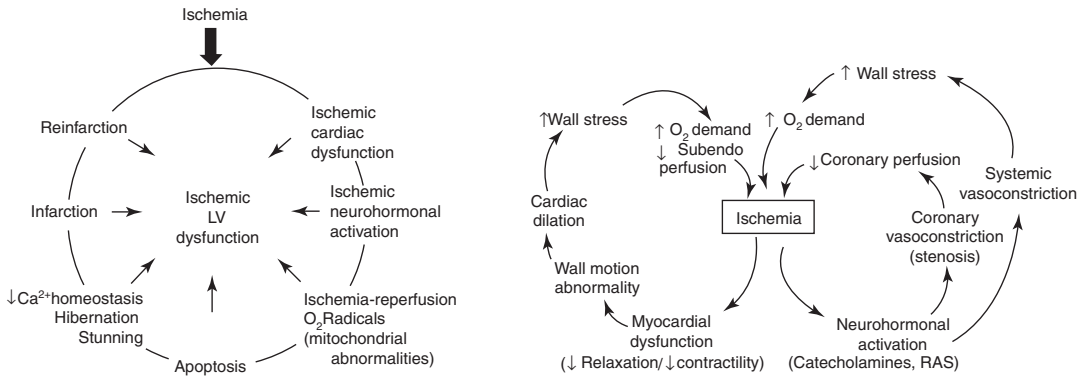 Ischemia
Reinfarction
Ischemic
cardiac
dysfunction
Infarction
Ischemic
LV
dysfunction
Ischemic
neurohormonal
activation
↓Ca²⁺homeostasis
Hibernation
Stunning
Apoptosis
Ischemia-reperfusion
O₂Radicals
(mitochondrial
abnormalities)
↑Wall stress
↑ O₂ demand
↓ Subendo
perfusion
↑ Wall stress
↑ O₂ demand
↓Coronary perfusion
Systemic
vasoconstriction
Cardiac
dilation
Ischemia
Coronary
vasoconstriction
(stenosis)
Wall motion
abnormality
Myocardial
dysfunction
(↓ Relaxation/↓contractility)
Neurohormonal
activation
(Catecholamines, RAS)